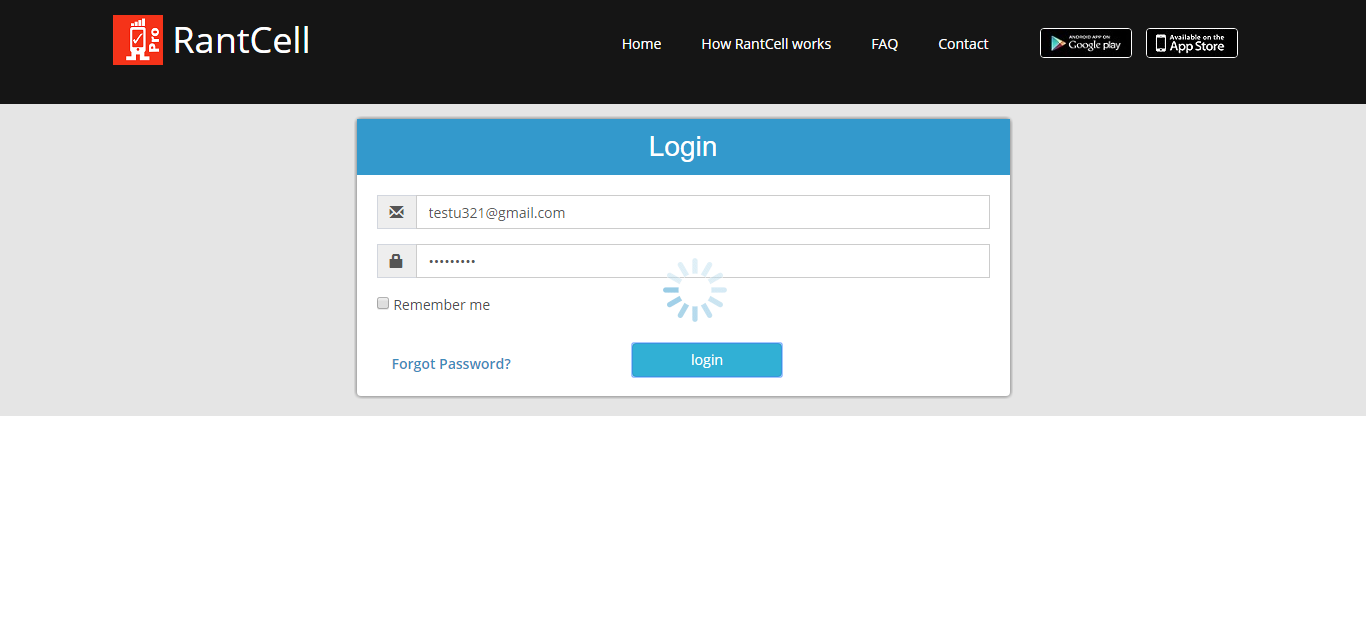 Pro RantCell
Home How RantCell works FAQ Contact
ANDROID APP ON
Google play
Available on the
App Store
Login
testu321@gmail.com
•••••••••
Remember me
Forgot Password? login